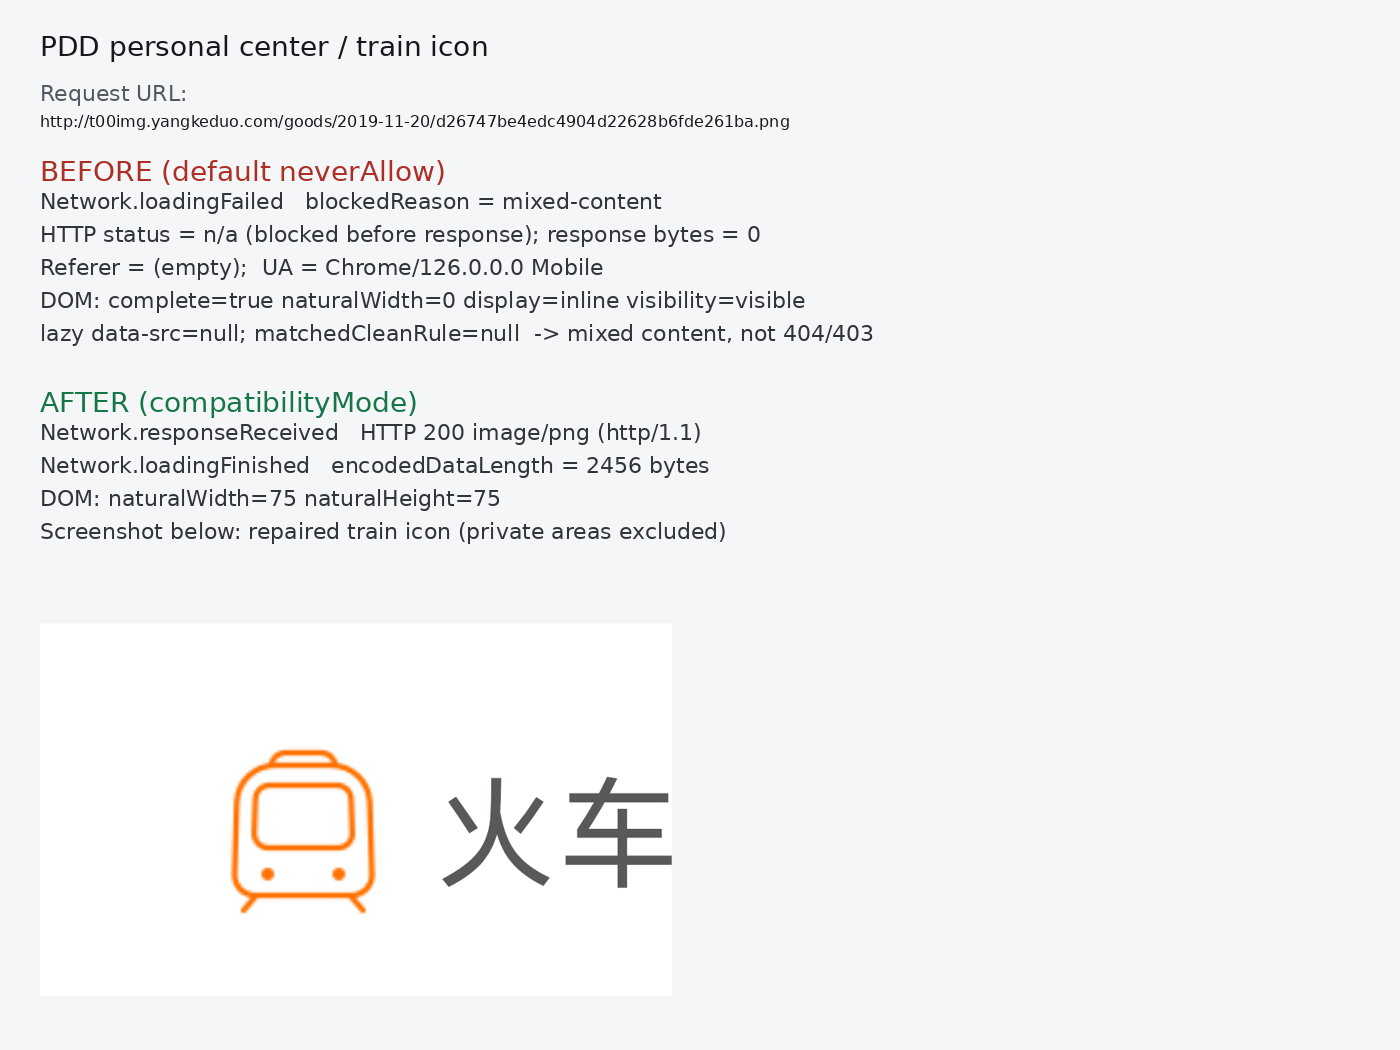 PDD personal center / train icon
Request URL:
http://t00img.yangkeduo.com/goods/2019-11-20/d26747be4edc4904d22628b6fde261ba.png
BEFORE (default neverAllow)
Network.loadingFailed   blockedReason = mixed-content
HTTP status = n/a (blocked before response); response bytes = 0
Referer = (empty);  UA = Chrome/126.0.0.0 Mobile
DOM: complete=true naturalWidth=0 display=inline visibility=visible
lazy data-src=null; matchedCleanRule=null  -> mixed content, not 404/403
AFTER (compatibilityMode)
Network.responseReceived   HTTP 200 image/png (http/1.1)
Network.loadingFinished   encodedDataLength = 2456 bytes
DOM: naturalWidth=75 naturalHeight=75
Screenshot below: repaired train icon (private areas excluded)
火车